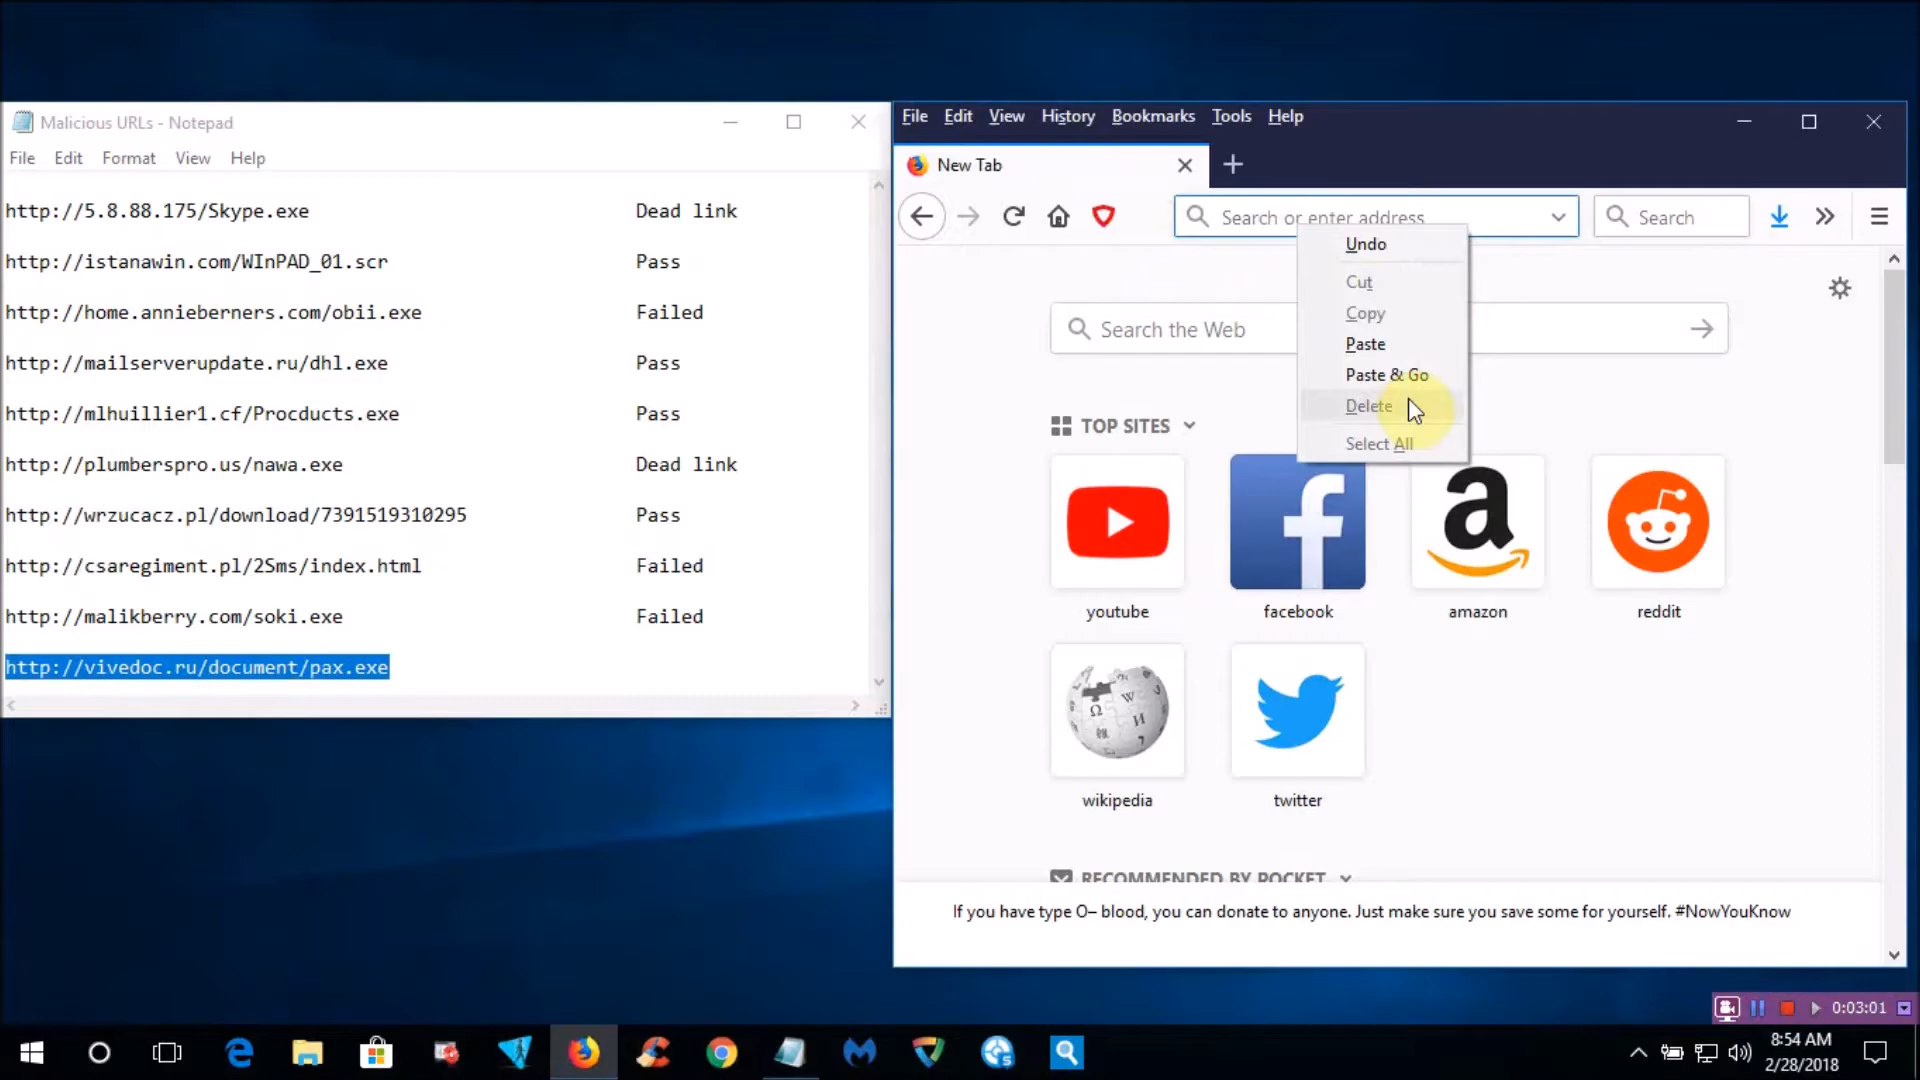 Malicious URLs - Notepad
File Edit Format View Help
http://5.8.88.175/Skype.exe Dead link
http://istanawin.com/WInPAD_01.scr Pass
http://home.annieberners.com/obii.exe Failed
http://mailserverupdate.ru/dhl.exe Pass
http://mlhuillier1.cf/Procducts.exe Pass
http://plumberspro.us/nawa.exe Dead link
http://wrzucacz.pl/download/7391519310295 Pass
http://csaregiment.pl/2Sms/index.html Failed
http://malikberry.com/soki.exe Failed
http://vivedoc.ru/document/pax.exe
File Edit View History Bookmarks Tools Help
New Tab
Search or enter address
Search
Undo
Cut
Copy
Paste
Paste & Go
Delete
Select All
Search the Web
TOP SITES
youtube
facebook
amazon
reddit
wikipedia
twitter
RECOMMENDED BY POCKET
If you have type O– blood, you can donate to anyone. Just make sure you save some for yourself. #NowYouKnow
0:03:01
8:54 AM
2/28/2018